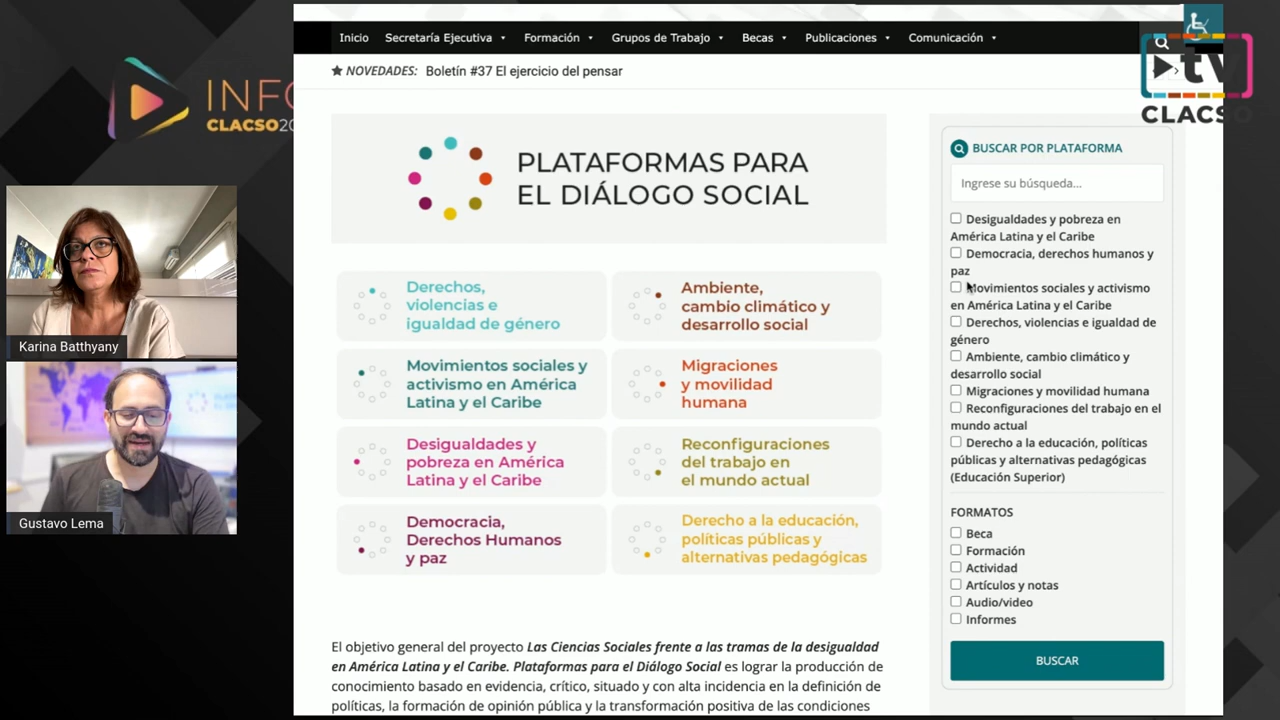 Inicio Secretaría Ejecutiva Formación Grupos de Trabajo Becas Publicaciones Comunicación
NOVEDADES: Boletín #37 El ejercicio del pensar
tv
CLACSO
INFO
CLACSO20
Karina Batthyany
Gustavo Lema
PLATAFORMAS PARA
EL DIÁLOGO SOCIAL
Derechos,
violencias e
igualdad de género
Ambiente,
cambio climático y
desarrollo social
Movimientos sociales y
activismo en América
Latina y el Caribe
Migraciones
y movilidad
humana
Desigualdades y
pobreza en América
Latina y el Caribe
Reconfiguraciones
del trabajo en
el mundo actual
Democracia,
Derechos Humanos
y paz
Derecho a la educación,
políticas públicas y
alternativas pedagógicas
El objetivo general del proyecto Las Ciencias Sociales frente a las tramas de la desigualdad
en América Latina y el Caribe. Plataformas para el Diálogo Social es lograr la producción de
conocimiento basado en evidencia, crítico, situado y con alta incidencia en la definición de
políticas, la formación de opinión pública y la transformación positiva de las condiciones
BUSCAR POR PLATAFORMA
Ingrese su búsqueda...
Desigualdades y pobreza en
América Latina y el Caribe
Democracia, derechos humanos y
paz
Movimientos sociales y activismo
en América Latina y el Caribe
Derechos, violencias e igualdad de
género
Ambiente, cambio climático y
desarrollo social
Migraciones y movilidad humana
Reconfiguraciones del trabajo en el
mundo actual
Derecho a la educación, políticas
públicas y alternativas pedagógicas
(Educación Superior)
FORMATOS
Beca
Formación
Actividad
Artículos y notas
Audio/video
Informes
BUSCAR